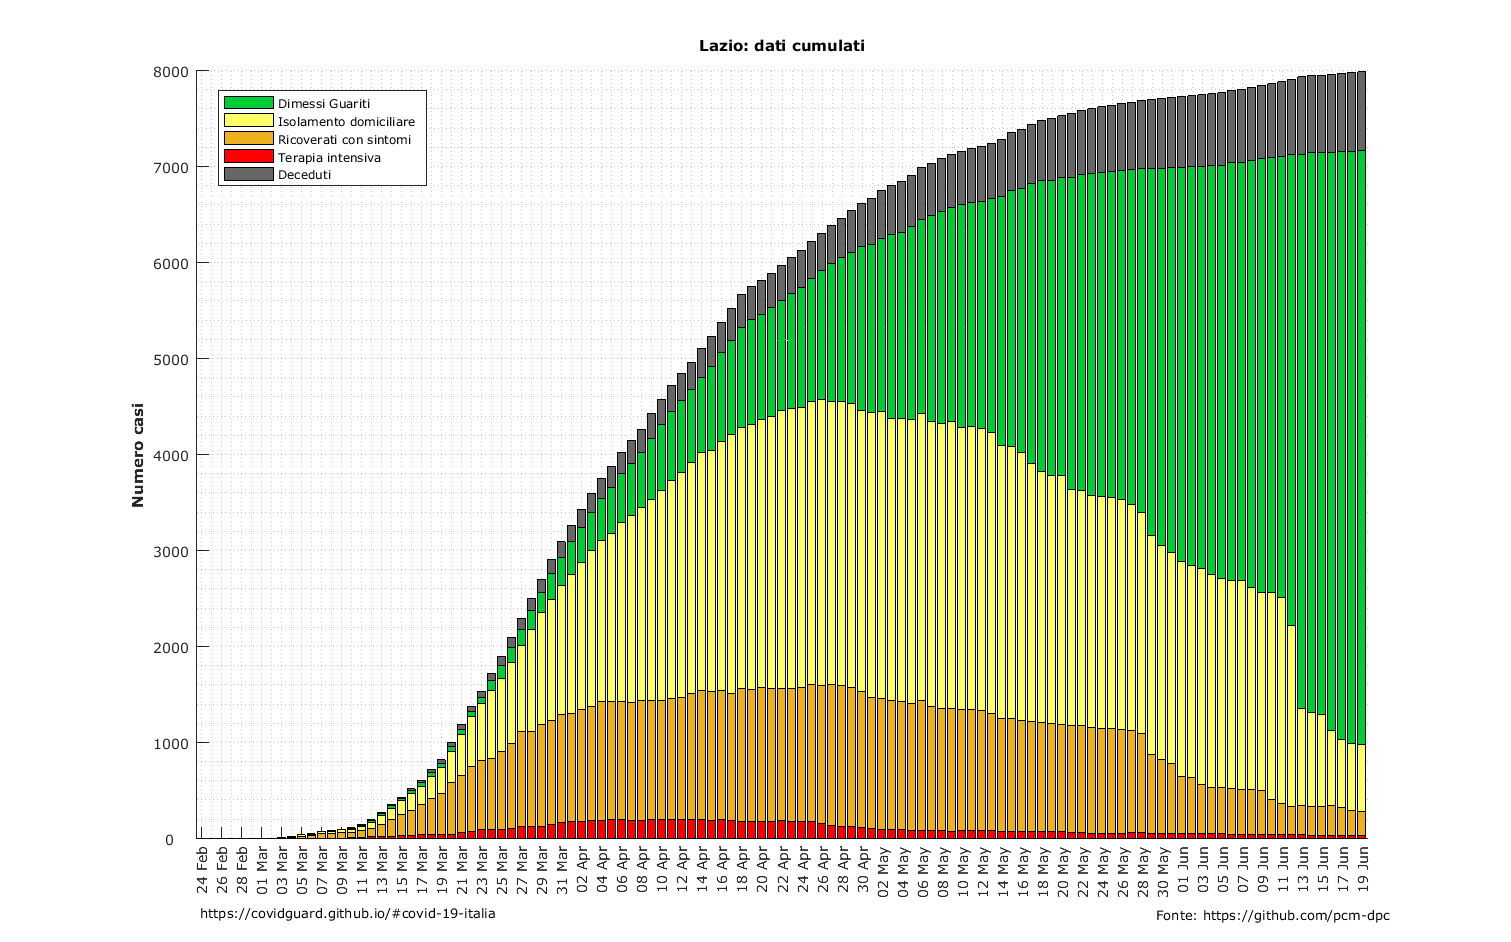 Lazio: dati cumulati
8000
7000
6000
5000
4000
3000
2000
1000
0
Numero casi
Dimessi Guariti
Isolamento domiciliare
Ricoverati con sintomi
Terapia intensiva
Deceduti
24 Feb
26 Feb
28 Feb
01 Mar
03 Mar
05 Mar
07 Mar
09 Mar
11 Mar
13 Mar
15 Mar
17 Mar
19 Mar
21 Mar
23 Mar
25 Mar
27 Mar
29 Mar
31 Mar
02 Apr
04 Apr
06 Apr
08 Apr
10 Apr
12 Apr
14 Apr
16 Apr
18 Apr
20 Apr
22 Apr
24 Apr
26 Apr
28 Apr
30 Apr
02 May
04 May
06 May
08 May
10 May
12 May
14 May
16 May
18 May
20 May
22 May
24 May
26 May
28 May
30 May
01 Jun
03 Jun
05 Jun
07 Jun
09 Jun
11 Jun
13 Jun
15 Jun
17 Jun
19 Jun
https://covidguard.github.io/#covid-19-italia
Fonte: https://github.com/pcm-dpc